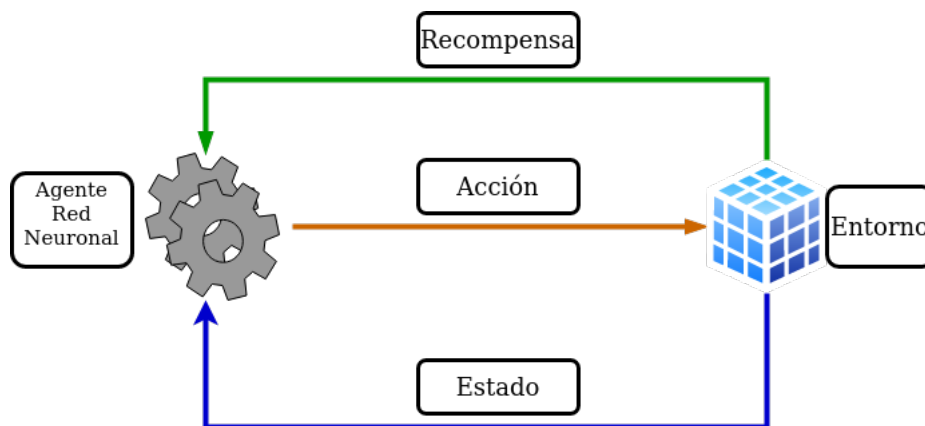 Recompensa
Agente
Red
Neuronal
Acción
Entorno
Estado